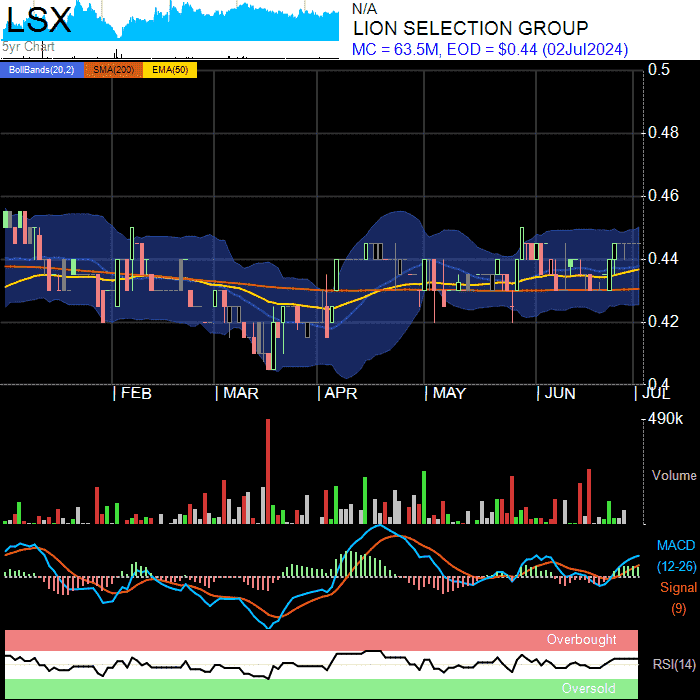 LSX
5yr Chart
N/A
LION SELECTION GROUP
MC = 63.5M, EOD = $0.44 (02Jul2024)
BollBands(20,2) SMA(200) EMA(50)
0.5
0.48
0.46
0.44
0.42
0.4
FEB MAR APR MAY JUN JUL
490k
Volume
MACD
(12-26)
Signal
(9)
Overbought
RSI(14)
Oversold